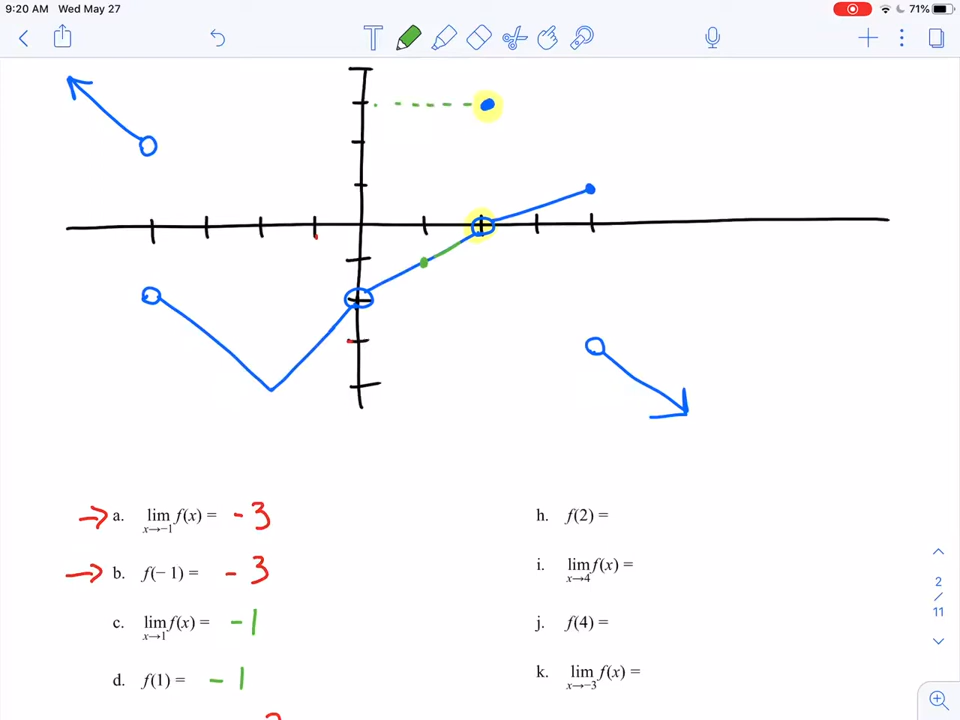 9:20 AM Wed May 27
71%
T
a. lim f(x) = -3
x→-1
b. f(− 1) = -3
c. lim f(x) = -1
x→1
d. f(1) = -1
h. f(2) =
i. lim f(x) =
x→4
j. f(4) =
k. lim f(x) =
x→-3
2
/
11